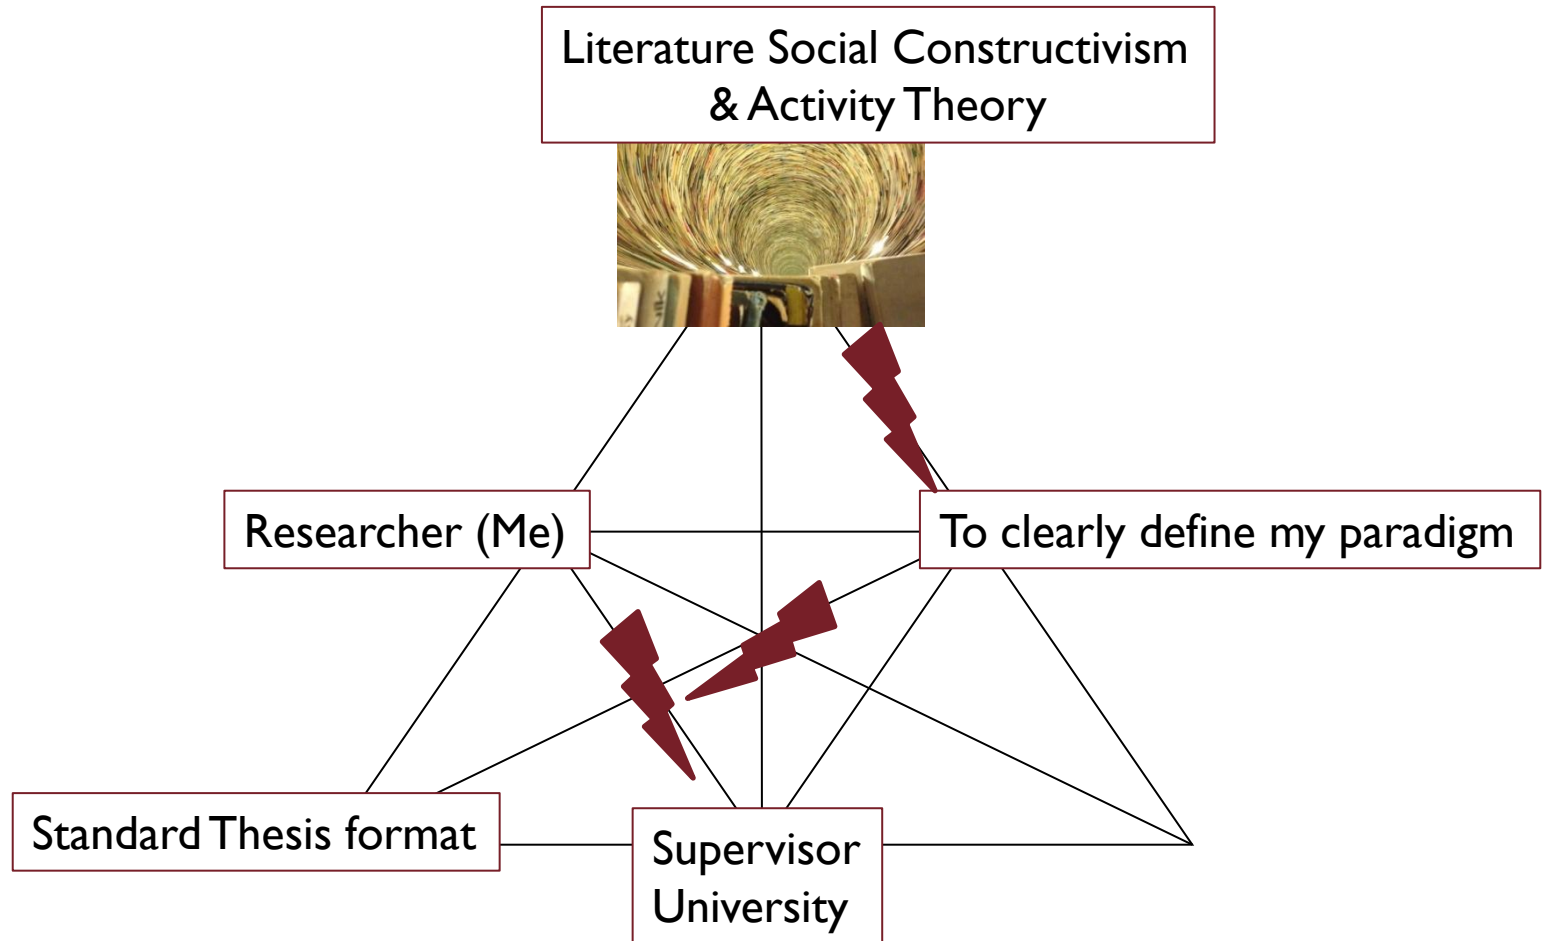 Literature Social Constructivism
& Activity Theory
Researcher (Me)
To clearly define my paradigm
Standard Thesis format
Supervisor
University